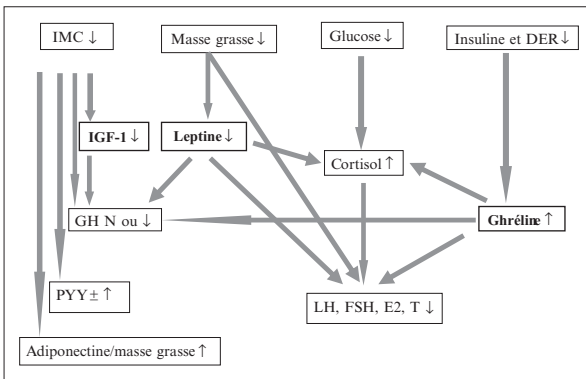 IMC ↓
Masse grasse ↓
Glucose ↓
Insuline et DER ↓
IGF-1 ↓
Leptine ↓
Cortisol ↑
GH N ou ↓
Ghréline ↑
PYY ± ↑
LH, FSH, E2, T ↓
Adiponectine/masse grasse ↑